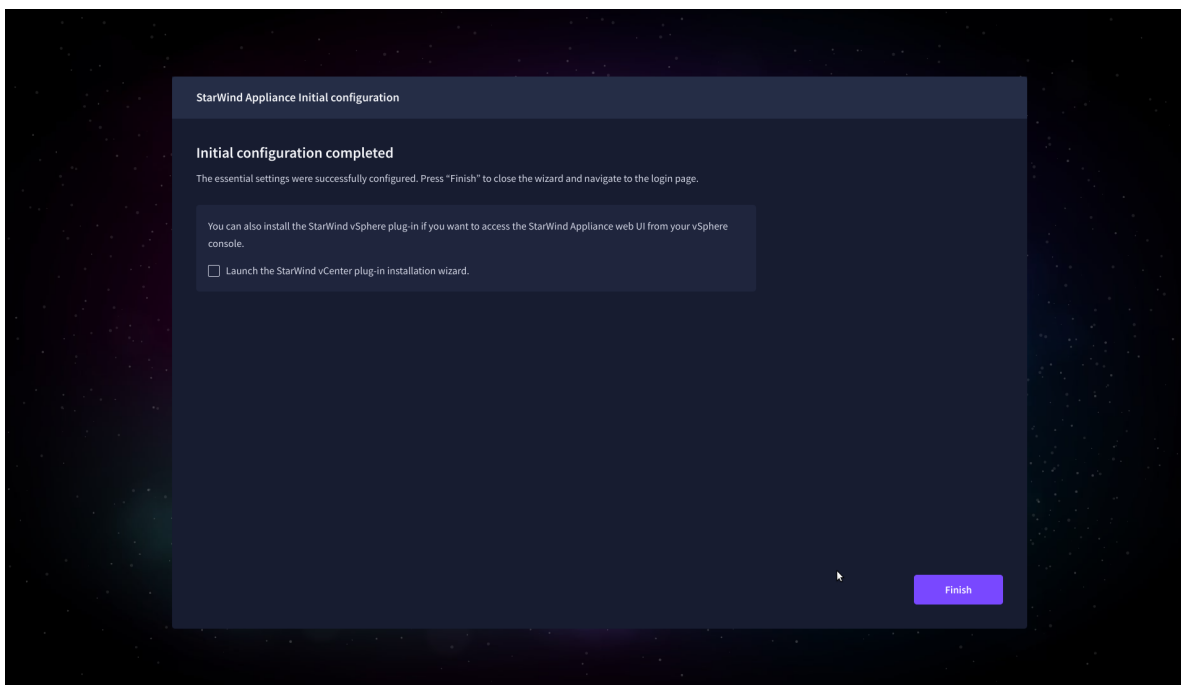 StarWind Appliance Initial configuration
Initial configuration completed
The essential settings were successfully configured. Press “Finish” to close the wizard and navigate to the login page.
You can also install the StarWind vSphere plug-in if you want to access the StarWind Appliance web UI from your vSphere
console.
Launch the StarWind vCenter plug-in installation wizard.
Finish